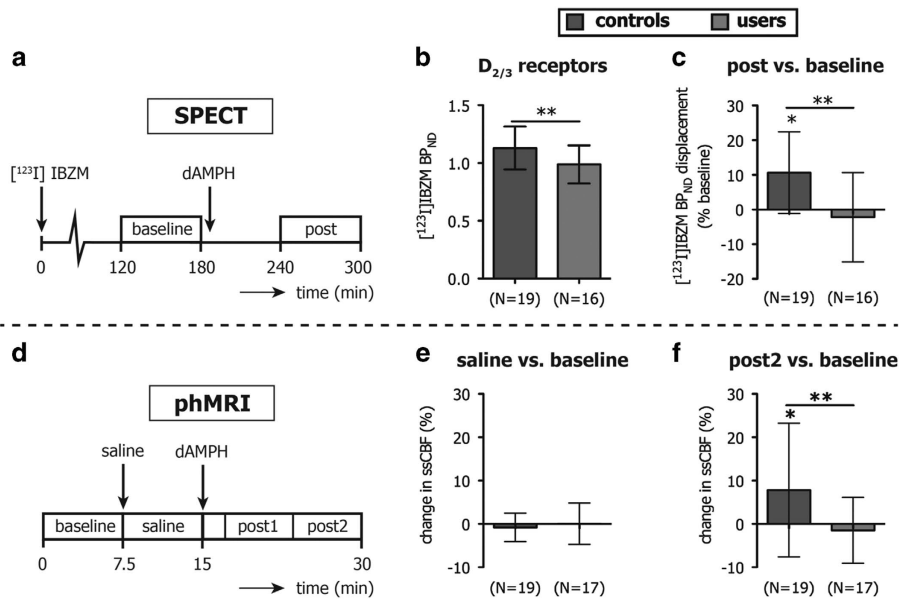 controls users
a
SPECT
[¹²³I] IBZM
dAMPH
baseline
post
0 120 180 240 300
time (min)
b
D2/3 receptors
[¹²³I]IBZM BPND
1.5
1.0
0.5
0.0
**
(N=19) (N=16)
c
post vs. baseline
[¹²³I]IBZM BPND displacement
(% baseline)
30
20
10
0
-10
-20
**
*
(N=19) (N=16)
d
phMRI
saline
dAMPH
baseline saline post1 post2
0 7.5 15 30
time (min)
e
saline vs. baseline
change in ssCBF (%)
30
20
10
0
-10
(N=19) (N=17)
f
post2 vs. baseline
change in ssCBF (%)
30
20
10
0
-10
**
*
(N=19) (N=17)